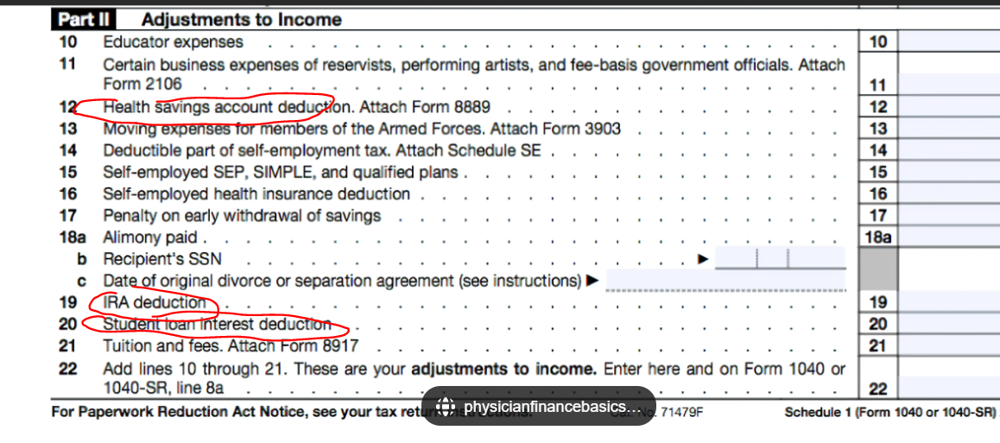 Part II Adjustments to Income
10 Educator expenses . . . . . . . . . . . . . . . . . . . . . . 10
11 Certain business expenses of reservists, performing artists, and fee-basis government officials. Attach
Form 2106 . . . . . . . . . . . . . . . . . . . . . . . . 11
12 Health savings account deduction. Attach Form 8889 . . . . . . . . . . . . . 12
13 Moving expenses for members of the Armed Forces. Attach Form 3903 . . . . . . . . 13
14 Deductible part of self-employment tax. Attach Schedule SE . . . . . . . . . . . 14
15 Self-employed SEP, SIMPLE, and qualified plans . . . . . . . . . . . . . . 15
16 Self-employed health insurance deduction . . . . . . . . . . . . . . . . 16
17 Penalty on early withdrawal of savings . . . . . . . . . . . . . . . . . 17
18a Alimony paid . . . . . . . . . . . . . . . . . . . . . . . . 18a
b Recipient's SSN . . . . . . . . . . . . . . . . . ▶
c Date of original divorce or separation agreement (see instructions) ▶
19 IRA deduction . . . . . . . . . . . . . . . . . . . . . . . . 19
20 Student loan interest deduction . . . . . . . . . . . . . . . . . . 20
21 Tuition and fees. Attach Form 8917 . . . . . . . . . . . . . . . . . 21
22 Add lines 10 through 21. These are your adjustments to income. Enter here and on Form 1040 or
1040-SR, line 8a . . . . . . . . . . . . . . . . . . . . . . 22
physicianfinancebasics...
For Paperwork Reduction Act Notice, see your tax return instructions. Cat. No. 71479F Schedule 1 (Form 1040 or 1040-SR)